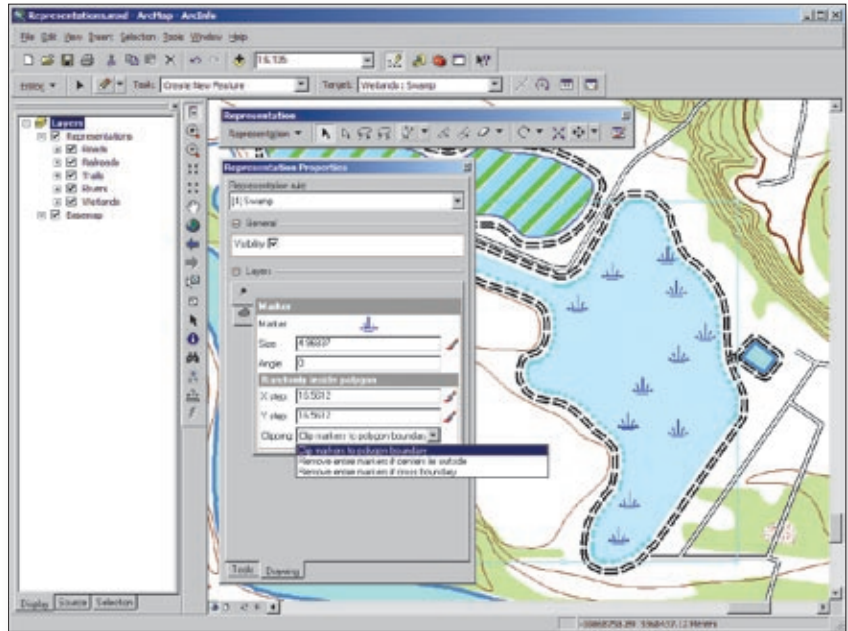 Representations.mxd - ArcMap - ArcInfo
File Edit View Insert Selection Tools Window Help
Editor Task: Create New Feature Target: Wetlands : Swamp
Layers
Representations
Roads
Railroads
Trails
Rivers
Wetlands
Basemap
Representation
Representation
Representation Properties
Representation rule
[1] Swamp
General
Visibility
Layers
Marker
Marker
Size
Angle 0
Randomly inside polygon
X step 16.5612
Y step 16.5612
Clipping Clip markers to polygon boundary
Clip markers to polygon boundary
Remove entire markers if centers lie outside
Remove entire markers if cross boundary
Tools Drawing
Display Source Selection
Meters